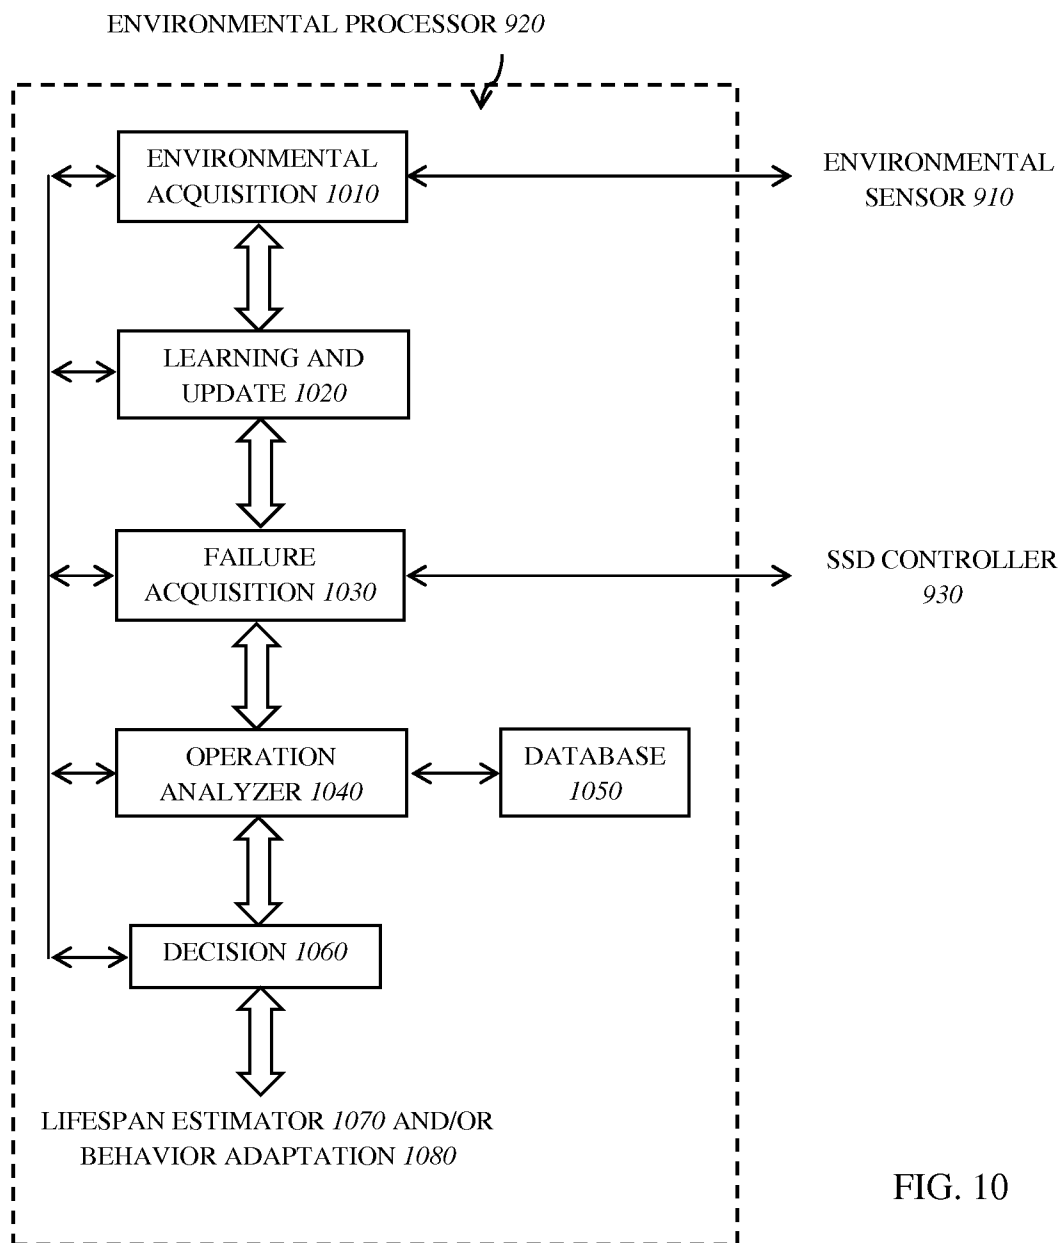 ENVIRONMENTAL PROCESSOR 920
ENVIRONMENTAL
ACQUISITION 1010
ENVIRONMENTAL
SENSOR 910
LEARNING AND
UPDATE 1020
FAILURE
ACQUISITION 1030
SSD CONTROLLER
930
OPERATION
ANALYZER 1040
DATABASE
1050
DECISION 1060
LIFESPAN ESTIMATOR 1070 AND/OR
BEHAVIOR ADAPTATION 1080
FIG. 10